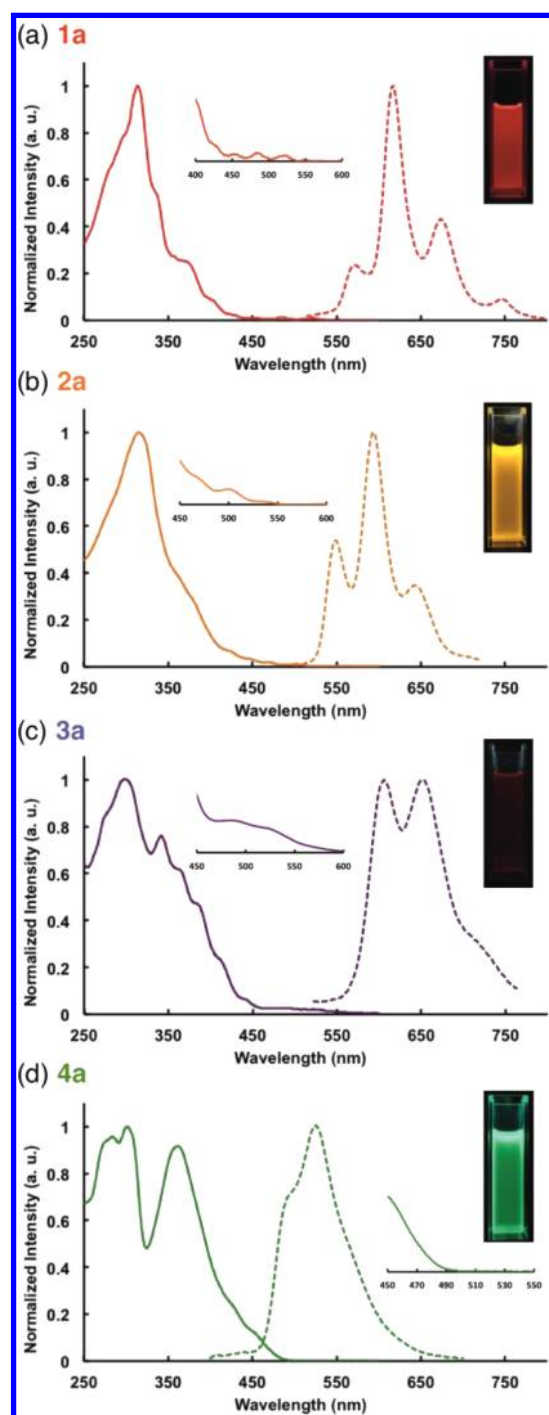 (a) 1a
Normalized Intensity (a. u.)
1
0.8
0.6
0.4
0.2
0
400 450 500 550 600
250 350 450 550 650 750
Wavelength (nm)
(b) 2a
Normalized Intensity (a. u.)
1
0.8
0.6
0.4
0.2
0
450 500 550 600
250 350 450 550 650 750
Wavelength (nm)
(c) 3a
Normalized Intensity (a. u.)
1
0.8
0.6
0.4
0.2
0
450 500 550 600
250 350 450 550 650 750
Wavelength (nm)
(d) 4a
Normalized Intensity (a. u.)
1
0.8
0.6
0.4
0.2
0
450 470 490 510 530 550
250 350 450 550 650 750
Wavelength (nm)